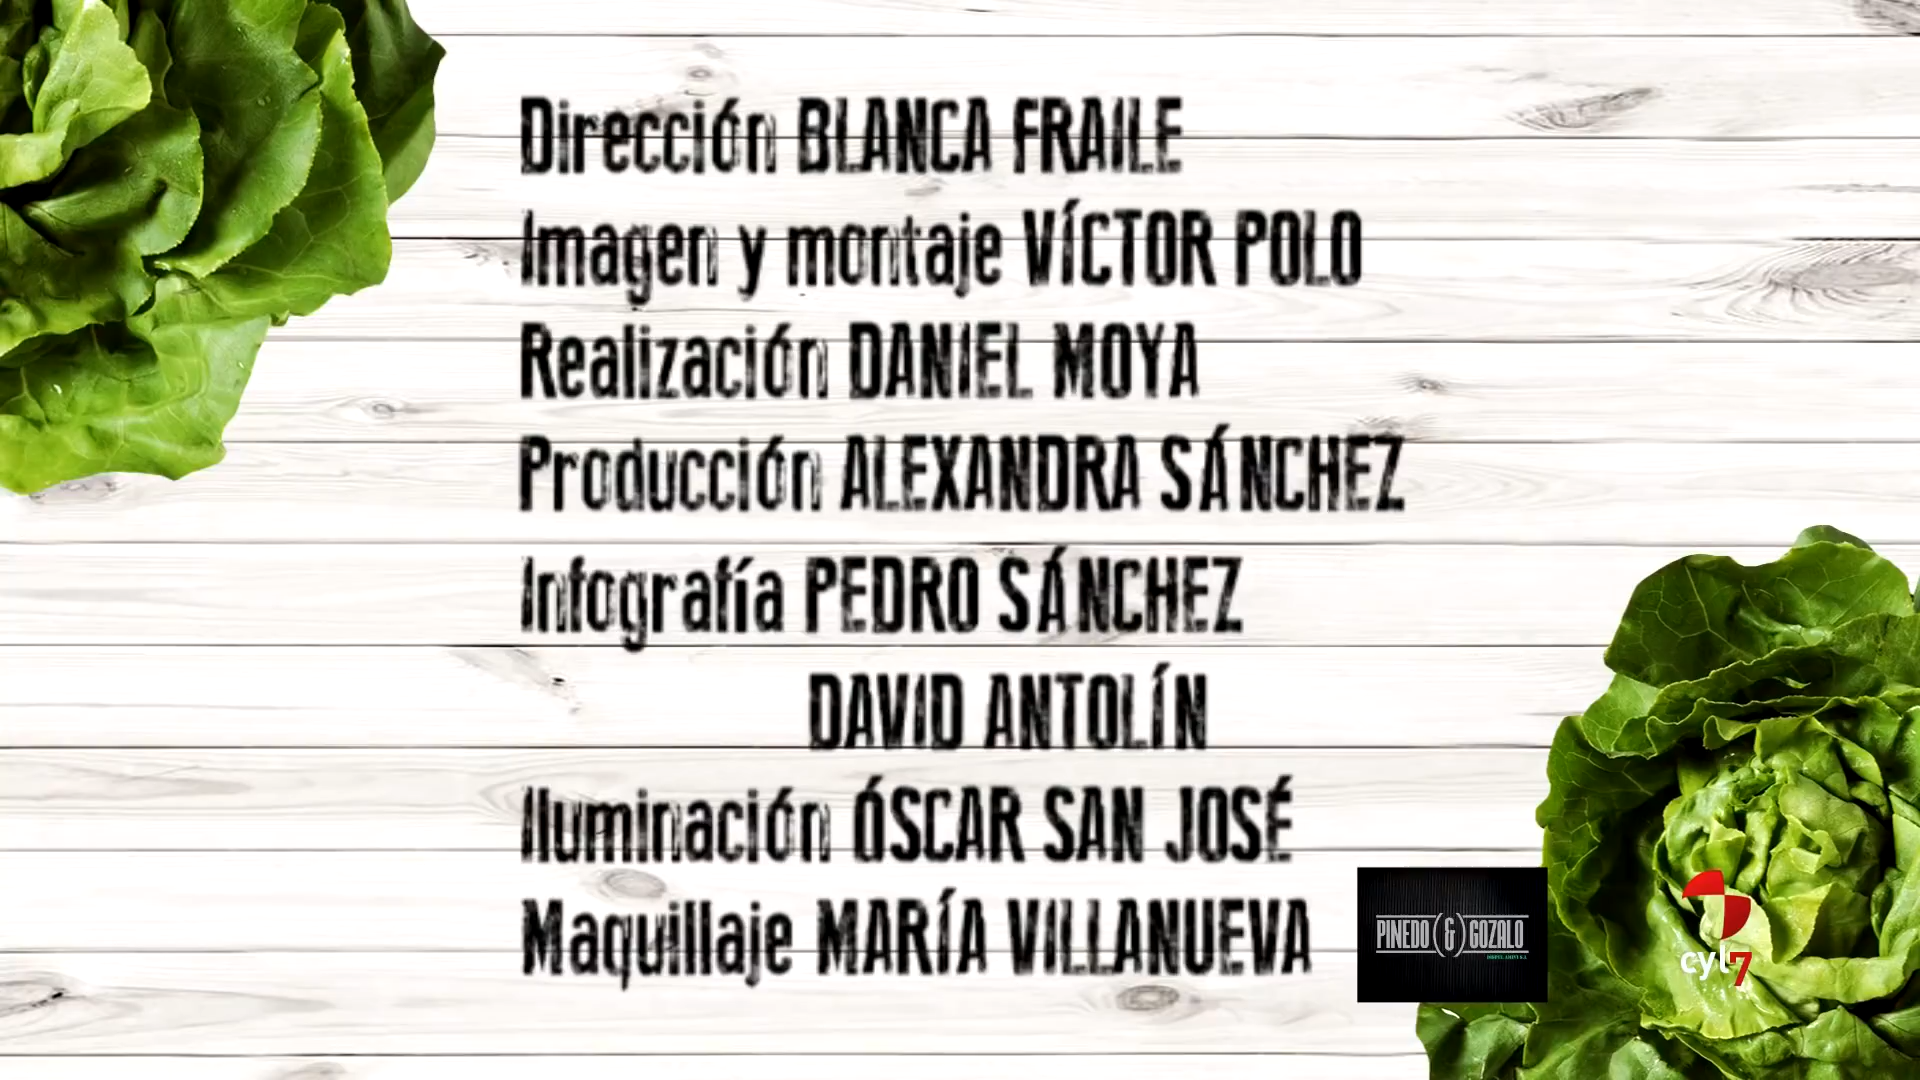 Dirección BLANCA FRAILE
Imagen y montaje VÍCTOR POLO
Realización DANIEL MOYA
Producción ALEXANDRA SÁNCHEZ
Infografía PEDRO SÁNCHEZ
DAVID ANTOLÍN
Iluminación ÓSCAR SAN JOSÉ
Maquillaje MARÍA VILLANUEVA
PINEDO (&) GOZALO
cyl7